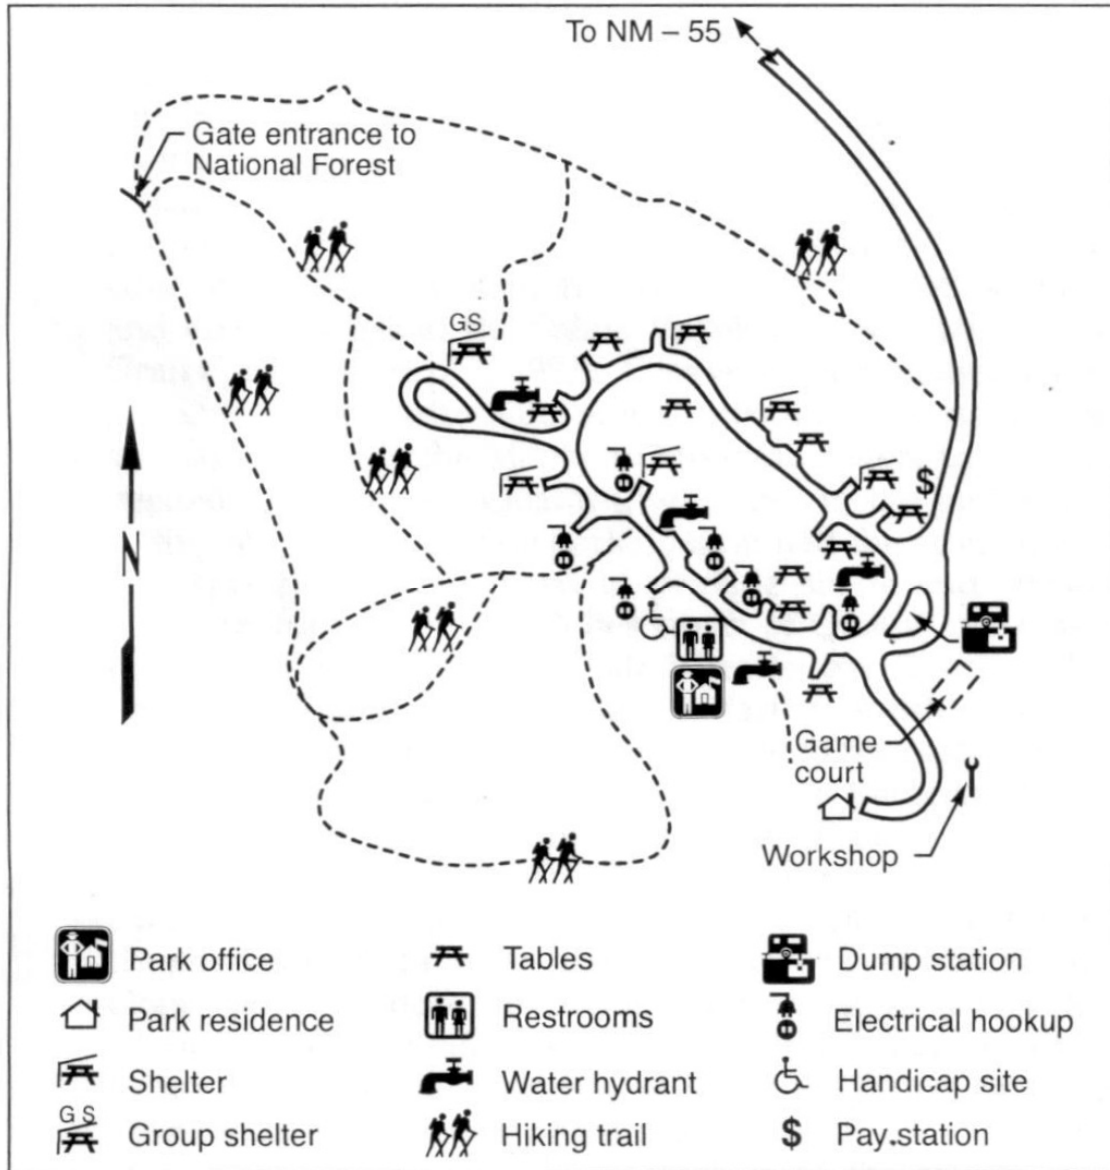 To NM – 55
Gate entrance to
National Forest
GS
$
N
Game
court
Workshop
Park office
Tables
Dump station
Park residence
Restrooms
Electrical hookup
Shelter
Water hydrant
Handicap site
GS
Group shelter
Hiking trail
$ Pay station